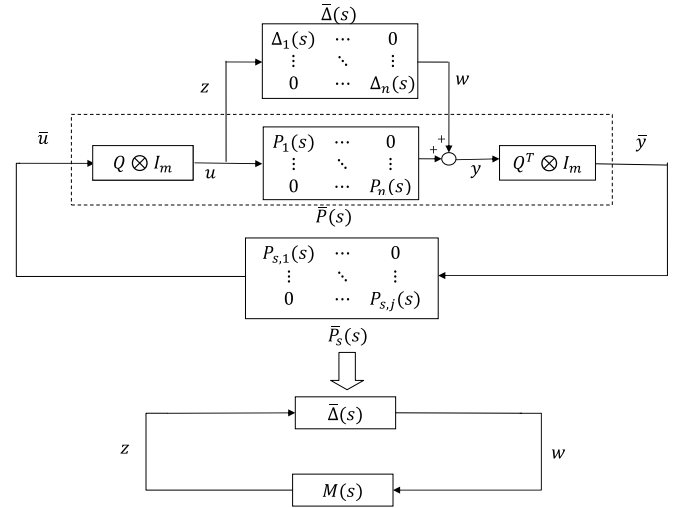 Δ̅(s)
Δ₁(s) ⋯ 0
⋮ ⋱ ⋮
0 ⋯ Δₙ(s)
z
w
u̅
P₁(s) ⋯ 0
⋮ ⋱ ⋮
0 ⋯ Pₙ(s)
+
+
y̅
Q ⊗ Iₘ
u
y
Qᵀ ⊗ Iₘ
P̅(s)
Pₛ,₁(s) ⋯ 0
⋮ ⋱ ⋮
0 ⋯ Pₛ,ⱼ(s)
P̅ₛ(s)
Δ̅(s)
z
w
M(s)